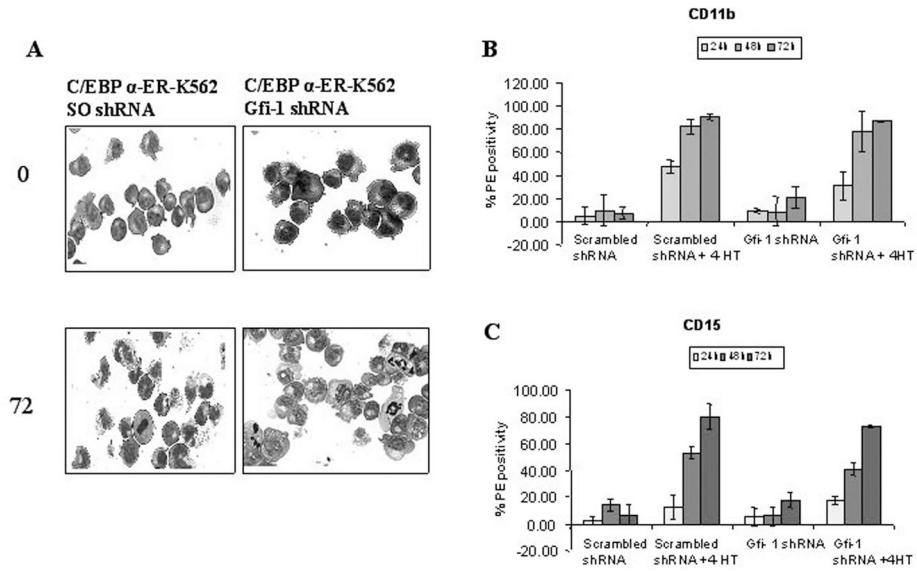 A
C/EBP α-ER-K562
SO shRNA
C/EBP α-ER-K562
Gfi-1 shRNA
0
72
B
CD11b
24h 48h 72h
% PE positivity
120.00
100.00
80.00
60.00
40.00
20.00
0.00
-20.00
Scrambled
shRNA
Scrambled
shRNA + 4-HT
Gfi-1 shRNA
Gfi-1
shRNA + 4HT
C
CD15
24h 48h 72h
% PE positivity
100.00
80.00
60.00
40.00
20.00
0.00
-20.00
Scrambled
shRNA
Scrambled
shRNA +4-HT
Gfi-1 shRNA
Gfi-1
shRNA +4HT